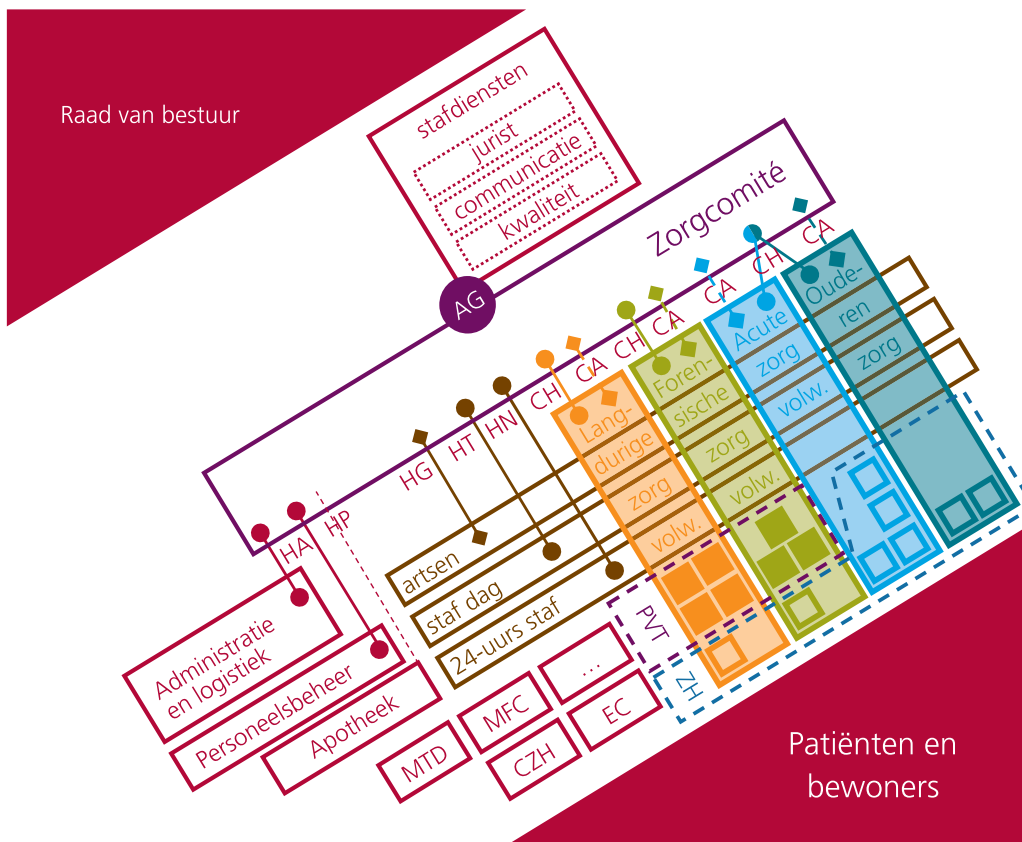 Raad van bestuur
stafdiensten
jurist
communicatie
kwaliteit
Zorgcomité
AG
CA
CH
CA
CA
CH
CA
CH
HN
HT
HG
HP
HA
Oude-
ren
zorg
Acute
zorg
volw.
Foren-
sische
zorg
volw.
Lang-
durige
zorg
volw.
artsen
staf dag
24-uurs staf
PVT
ZH
Administratie
en logistiek
Personeelsbeheer
Apotheek
MTD
MFC
CZH
...
EC
Patiënten en
bewoners